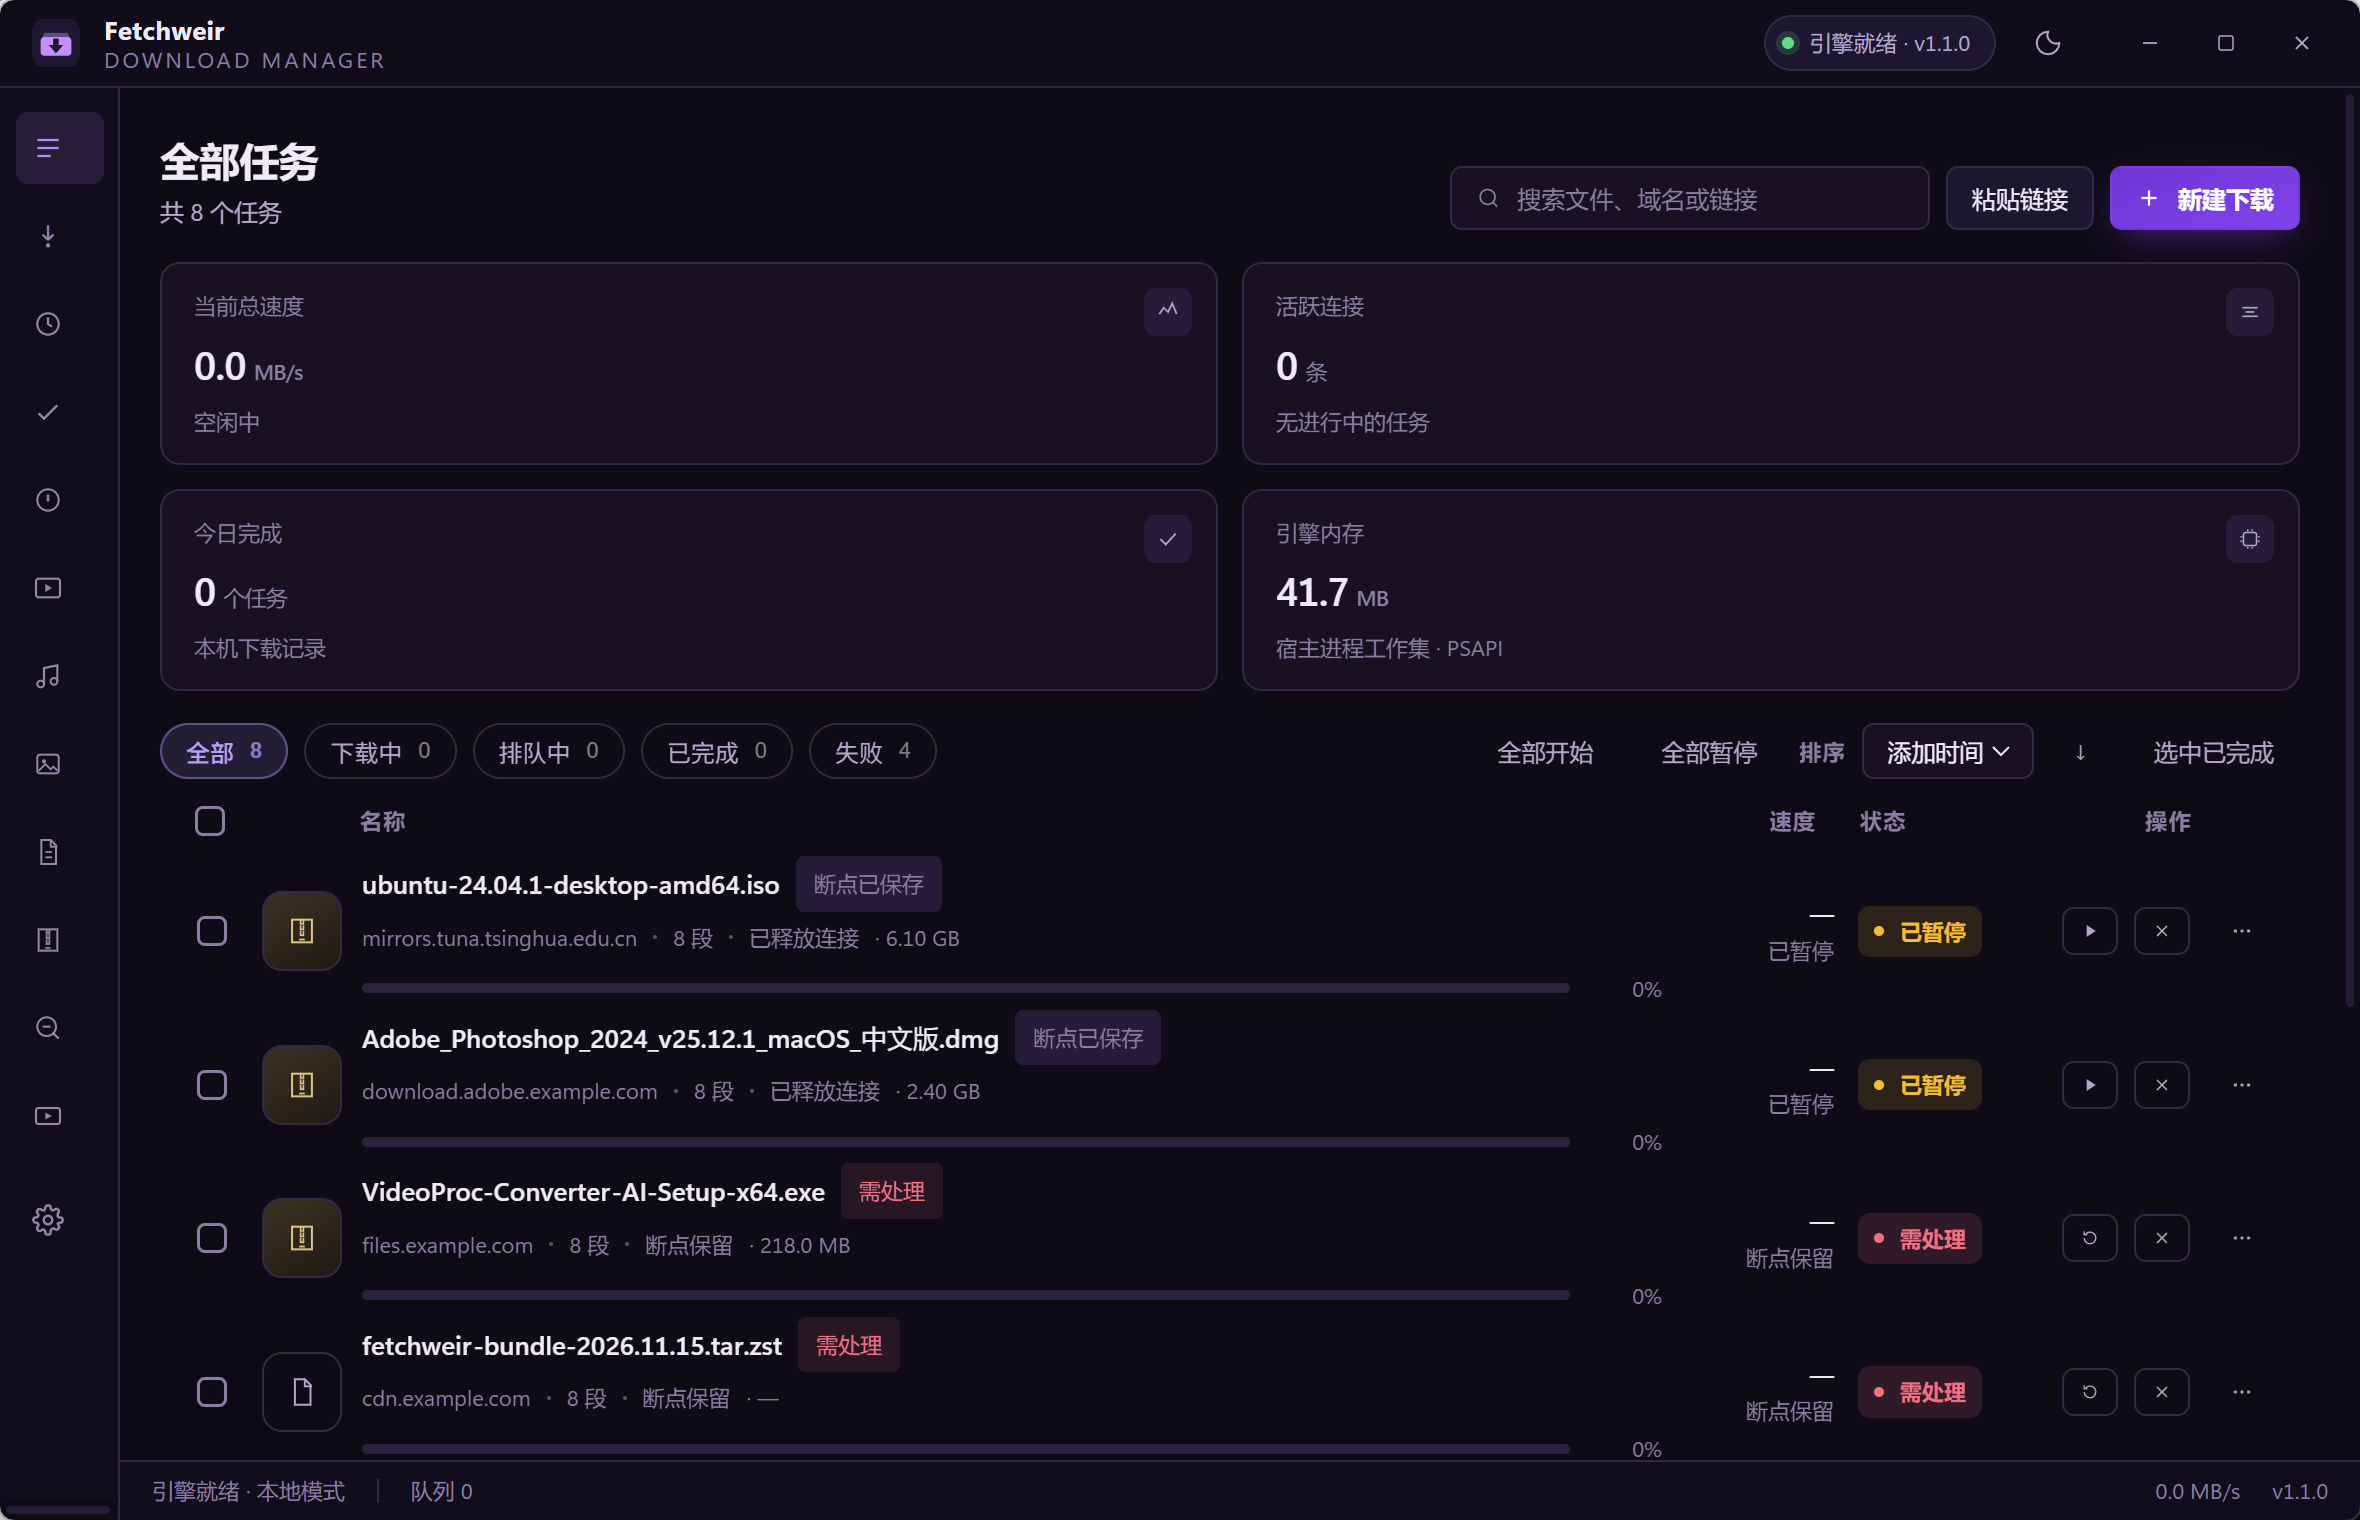 Fetchweir
DOWNLOAD MANAGER
引擎就绪 · v1.1.0
全部任务
共 8 个任务
搜索文件、域名或链接
粘贴链接
+ 新建下载
当前总速度
0.0 MB/s
空闲中
活跃连接
0 条
无进行中的任务
今日完成
0 个任务
本机下载记录
引擎内存
41.7 MB
宿主进程工作集 · PSAPI
全部 8
下载中 0
排队中 0
已完成 0
失败 4
全部开始
全部暂停
排序
添加时间
↓
选中已完成
名称
速度
状态
操作
ubuntu-24.04.1-desktop-amd64.iso 断点已保存
mirrors.tuna.tsinghua.edu.cn · 8 段 · 已释放连接 · 6.10 GB
0%
—
已暂停
已暂停
Adobe_Photoshop_2024_v25.12.1_macOS_中文版.dmg 断点已保存
download.adobe.example.com · 8 段 · 已释放连接 · 2.40 GB
0%
—
已暂停
已暂停
VideoProc-Converter-AI-Setup-x64.exe 需处理
files.example.com · 8 段 · 断点保留 · 218.0 MB
0%
—
断点保留
需处理
fetchweir-bundle-2026.11.15.tar.zst 需处理
cdn.example.com · 8 段 · 断点保留 · —
0%
—
断点保留
需处理
引擎就绪 · 本地模式
队列 0
0.0 MB/s
v1.1.0